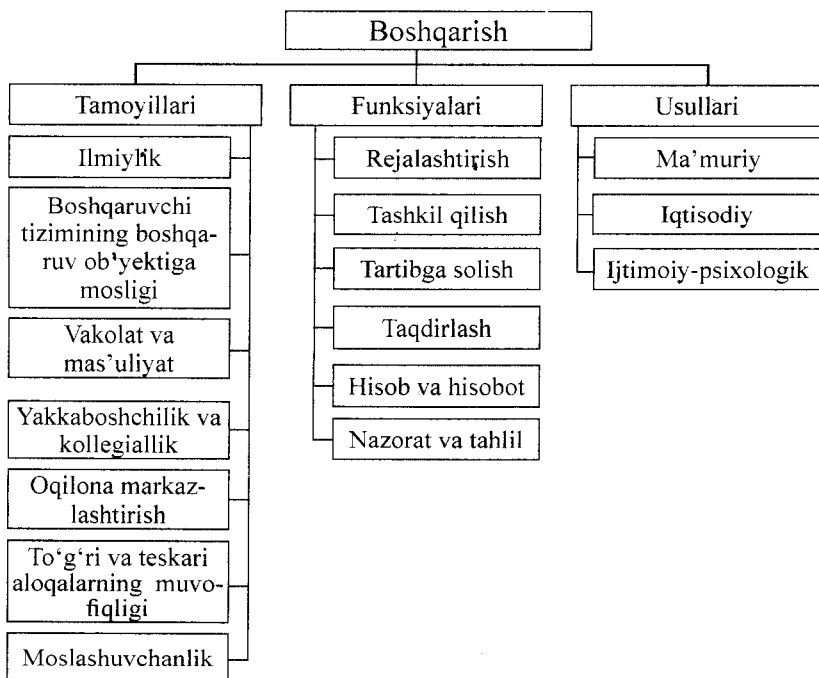 Boshqarish
Tamoyillari
Ilmiylik
Boshqaruvchi
tizimining boshqa-
ruv ob'yektiga
mosligi
Vakolat va
mas’uliyat
Yakkaboshchilik va
kollegiallik
Oqilona markaz-
lashtirish
To‘g‘ri va teskari
aloqalarning muvo-
fiqligi
Moslashuvchanlik
Funksiyalari
Rejalashtirish
Tashkil qilish
Tartibga solish
Taqdirlash
Hisob va hisobot
Nazorat va tahlil
Usullari
Ma’muriy
Iqtisodiy
Ijtimoiy-psixologik